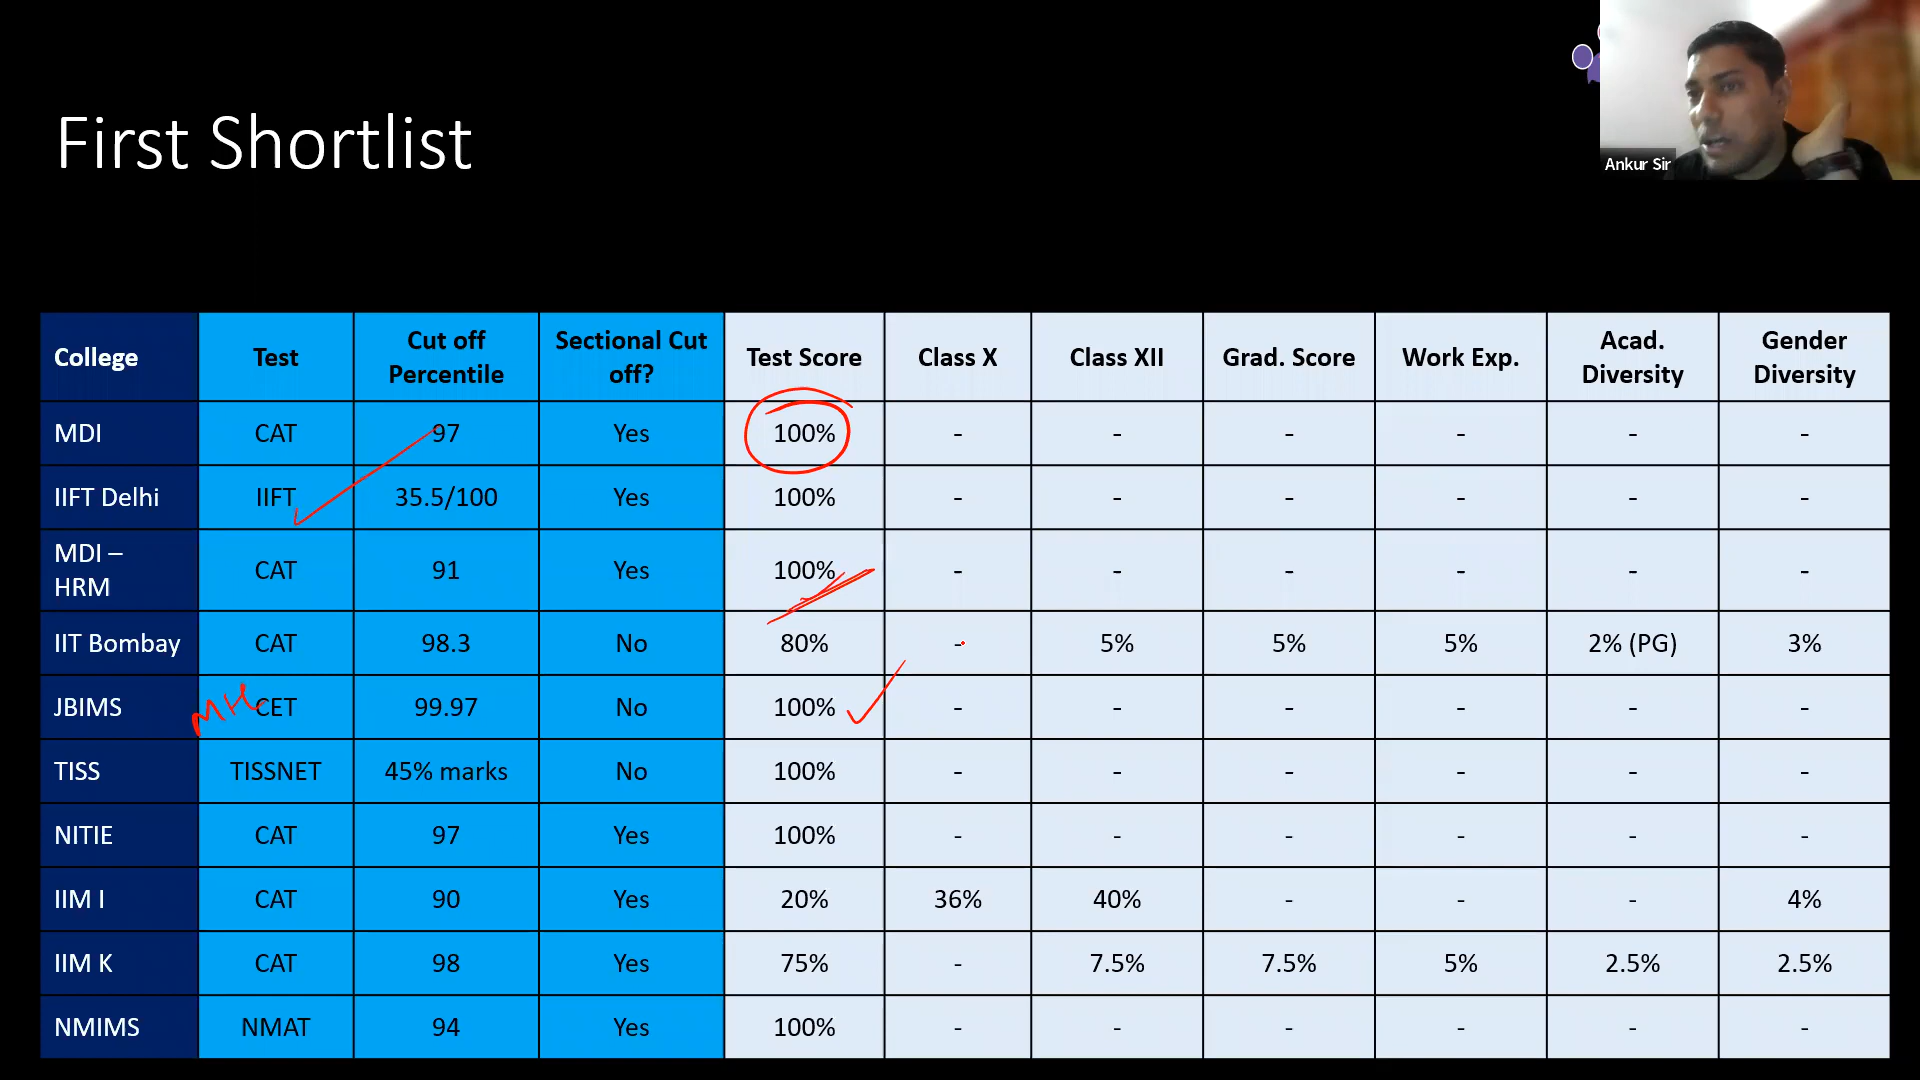 Ankur Sir
First Shortlist
College Test Cut off Percentile Sectional Cut off? Test Score Class X Class XII Grad. Score Work Exp. Acad. Diversity Gender Diversity
MDI CAT 97 Yes 100% - - - - - -
IIFT Delhi IIFT 35.5/100 Yes 100% - - - - - -
MDI – HRM CAT 91 Yes 100% - - - - - -
IIT Bombay CAT 98.3 No 80% - 5% 5% 5% 2% (PG) 3%
JBIMS MH CET 99.97 No 100% - - - - - -
TISS TISSNET 45% marks No 100% - - - - - -
NITIE CAT 97 Yes 100% - - - - - -
IIM I CAT 90 Yes 20% 36% 40% - - - 4%
IIM K CAT 98 Yes 75% - 7.5% 7.5% 5% 2.5% 2.5%
NMIMS NMAT 94 Yes 100% - - - - - -